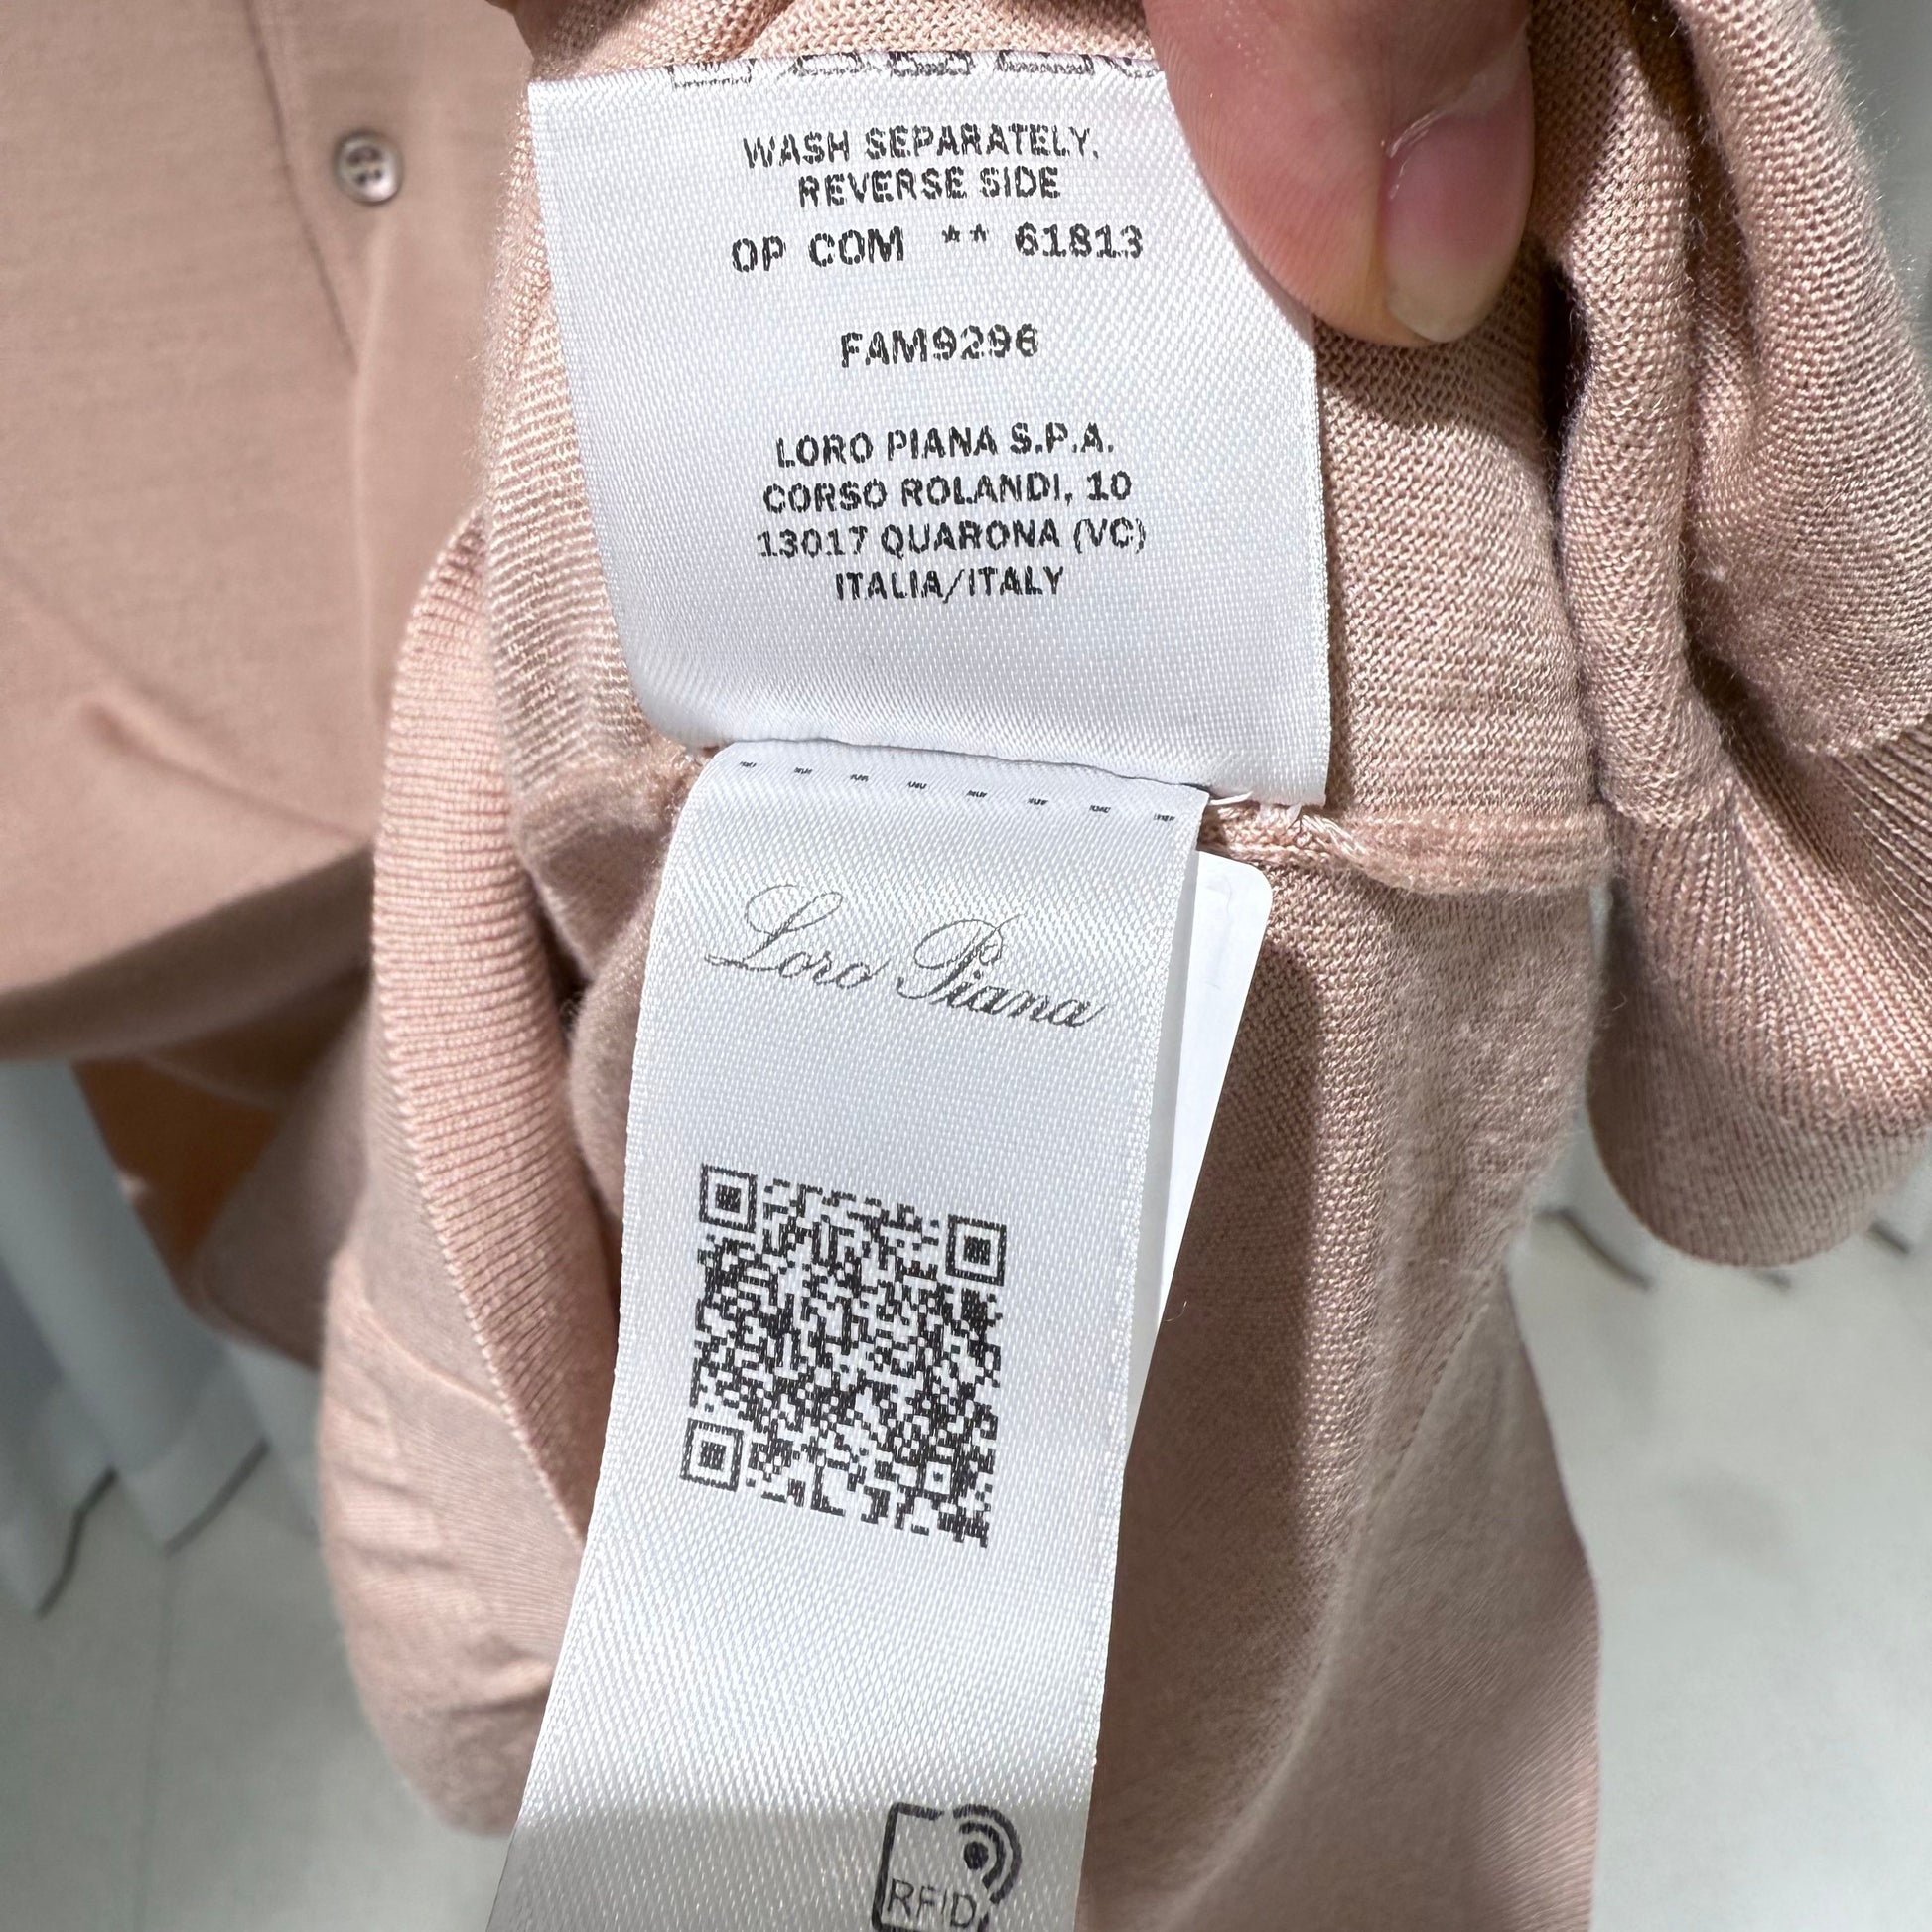 WASH SEPARATELY,
REVERSE SIDE
OP COM ** 61813
FAM9296
LORO PIANA S.P.A.
CORSO ROLANDI, 10
13017 QUARONA (VC)
ITALIA/ITALY
Loro Piana
RFID